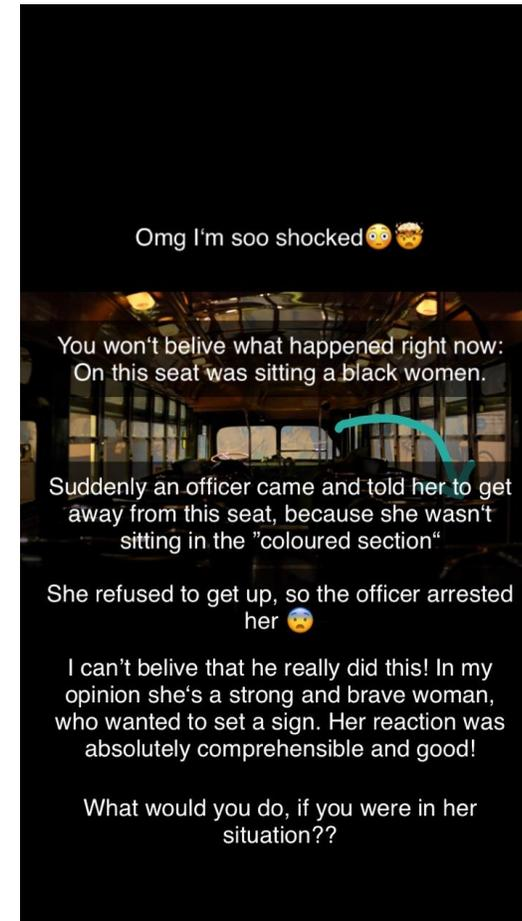 Omg I‘m soo shocked😳🤯
You won‘t belive what happened right now:
On this seat was sitting a black women.
Suddenly an officer came and told her to get
away from this seat, because she wasn‘t
sitting in the ”coloured section“
She refused to get up, so the officer arrested
her 😨
I can’t belive that he really did this! In my
opinion she‘s a strong and brave woman,
who wanted to set a sign. Her reaction was
absolutely comprehensible and good!
What would you do, if you were in her
situation??